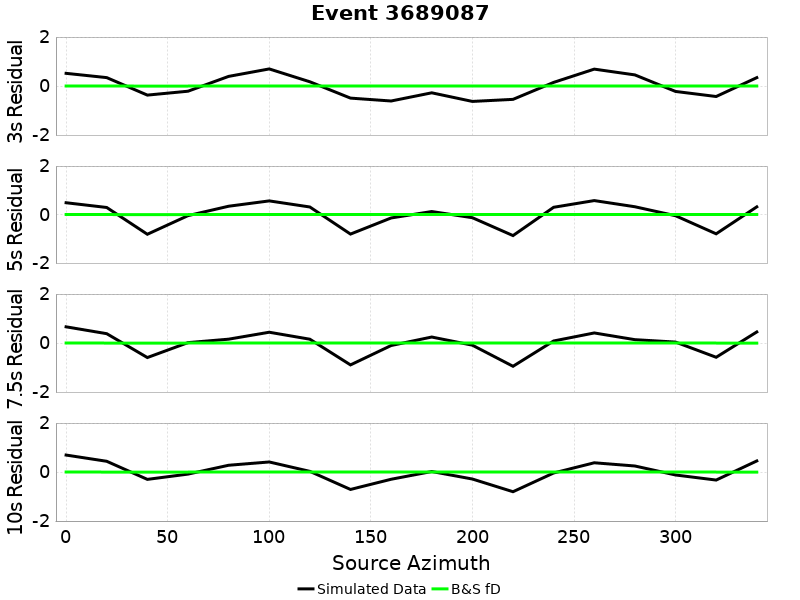 Event 3689087
3s Residual
2
0
-2
5s Residual
2
0
-2
7.5s Residual
2
0
-2
10s Residual
2
0
-2
0 50 100 150 200 250 300
Source Azimuth
Simulated Data B&S fD